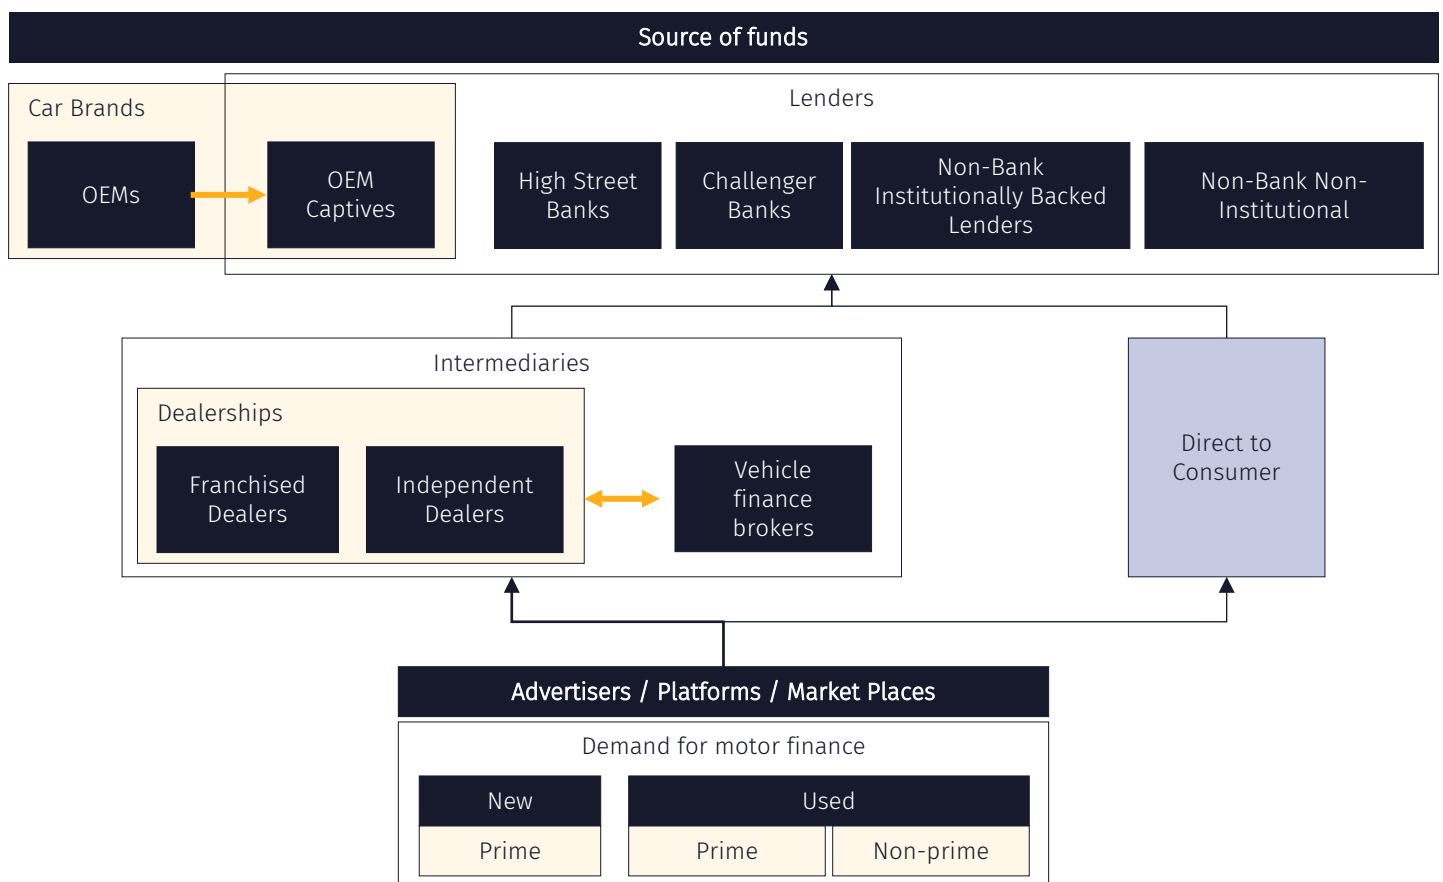 Source of funds
Car Brands
Lenders
OEMs
OEM
Captives
High Street
Banks
Challenger
Banks
Non-Bank
Institutionally Backed
Lenders
Non-Bank Non-
Institutional
Intermediaries
Dealerships
Franchised
Dealers
Independent
Dealers
Vehicle
finance
brokers
Direct to
Consumer
Advertisers / Platforms / Market Places
Demand for motor finance
New
Used
Prime
Prime
Non-prime